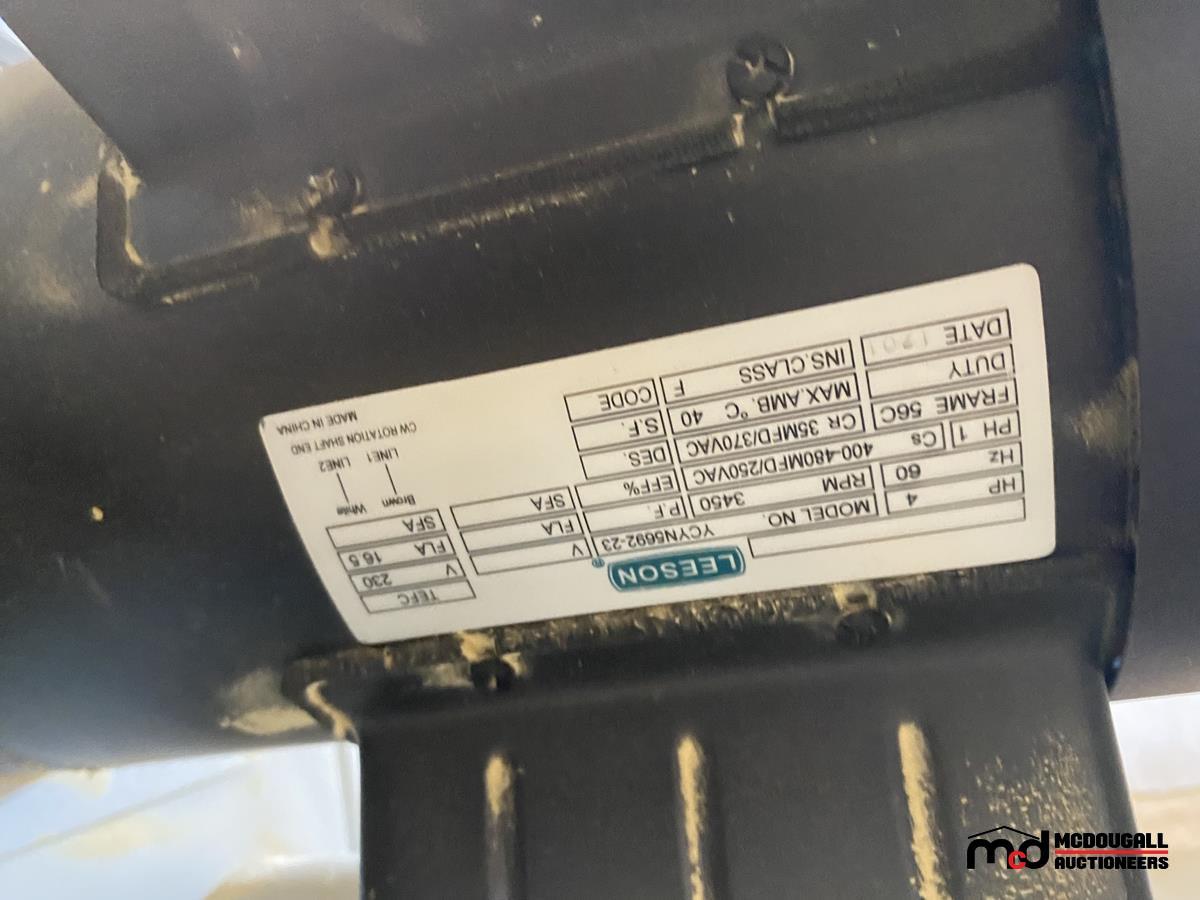 LEESON®
MODEL NO. YCYN5692-23
TEFC
HP 4
RPM 3450
P.F.
V
V 230
Hz 60
400-480MFD/250VAC
EFF%
FLA
FLA 16.5
PH 1
Cs
CR 35MFD/370VAC
DES.
SFA
SFA
FRAME 56C
MAX.AMB.°C 40
S.F.
DUTY
INS.CLASS F
CODE
DATE
Brown White
LINE1 LINE2
CW ROTATION SHAFT END
MADE IN CHINA
mcd MCDOUGALL
AUCTIONEERS